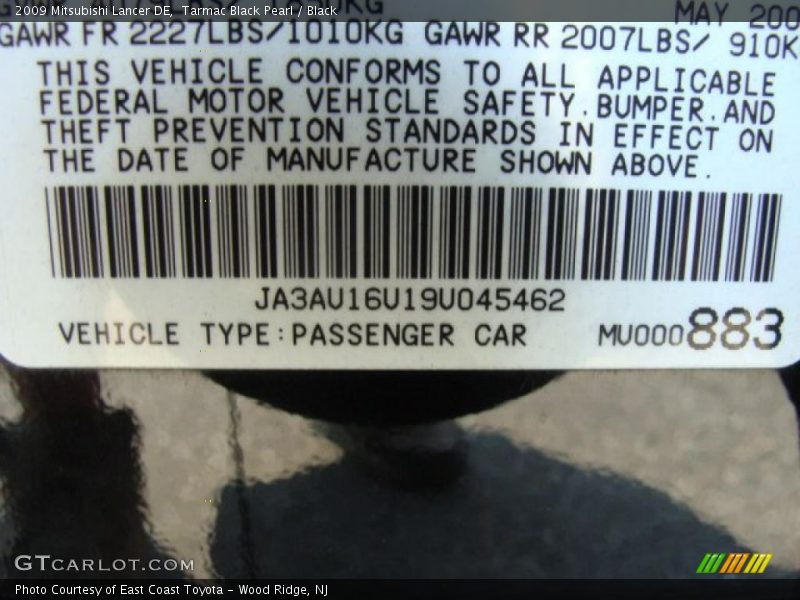 2009 Mitsubishi Lancer DE, Tarmac Black Pearl / Black
KG
MAY 200
GAWR FR 2227LBS/1010KG GAWR RR 2007LBS/ 910K
THIS VEHICLE CONFORMS TO ALL APPLICABLE
FEDERAL MOTOR VEHICLE SAFETY.BUMPER.AND
THEFT PREVENTION STANDARDS IN EFFECT ON
THE DATE OF MANUFACTURE SHOWN ABOVE.
JA3AU16U19U045462
VEHICLE TYPE:PASSENGER CAR MU000883
GTCARLOT.COM
Photo Courtesy of East Coast Toyota - Wood Ridge, NJ